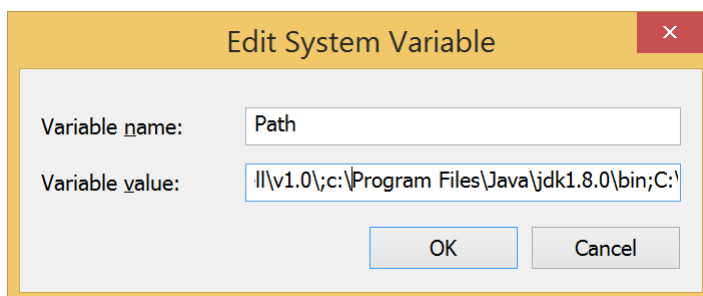 Edit System Variable
Variable name: Path
Variable value: ll\v1.0\;c:\Program Files\Java\jdk1.8.0\bin;C:\
OK Cancel